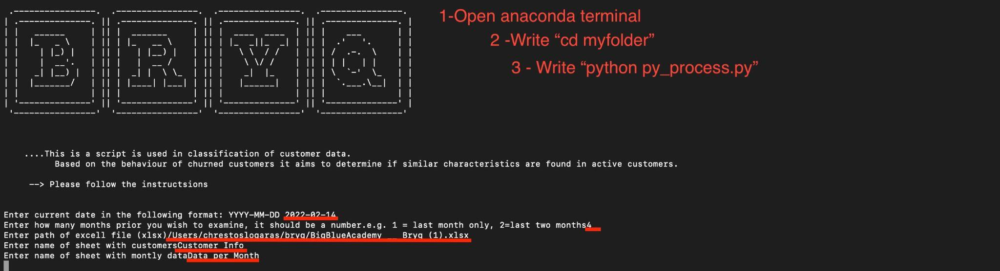 BRYQ
1-Open anaconda terminal
2 -Write “cd myfolder”
3 - Write “python py_process.py”
....This is a script is used in classification of customer data.
Based on the behaviour of churned customers it aims to determine if similar characteristics are found in active customers.
--> Please follow the instructsions
Enter current date in the following format: YYYY-MM-DD 2022-02-14
Enter how many months prior you wish to examine, it should be a number.e.g. 1 = last month only, 2=last two months4
Enter path of excell file (xlsx)/Users/chrestoslogaras/bryq/BigBlueAcademy __ Bryq (1).xlsx
Enter name of sheet with customersCustomer Info
Enter name of sheet with montly dataData per Month